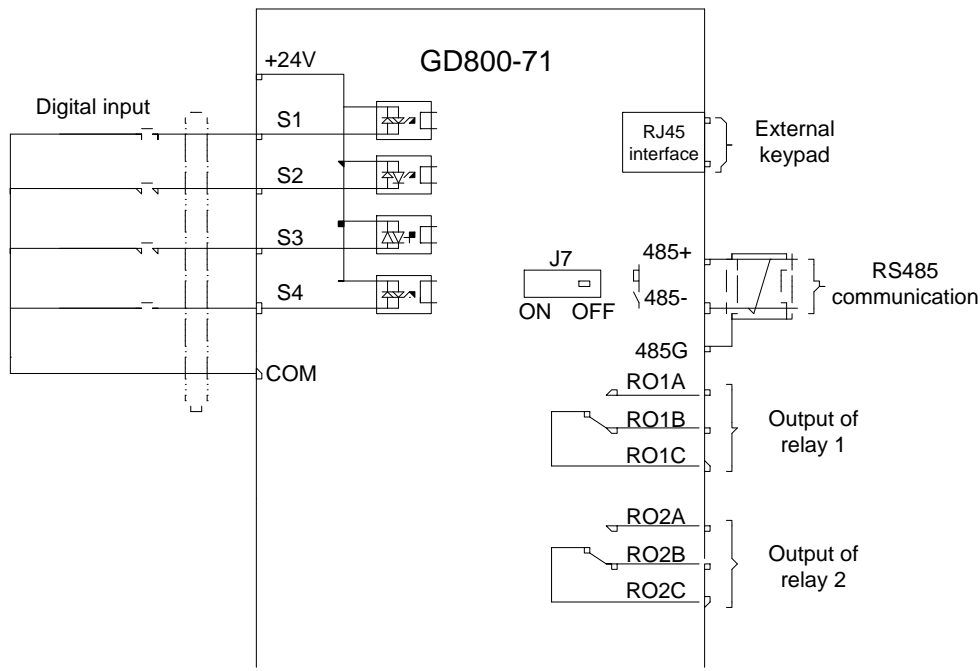 GD800-71
+24V
Digital input
S1
S2
S3
S4
COM
RJ45
interface
External
keypad
J7
ON OFF
485+
485-
485G
RS485
communication
RO1A
RO1B
RO1C
Output of
relay 1
RO2A
RO2B
RO2C
Output of
relay 2